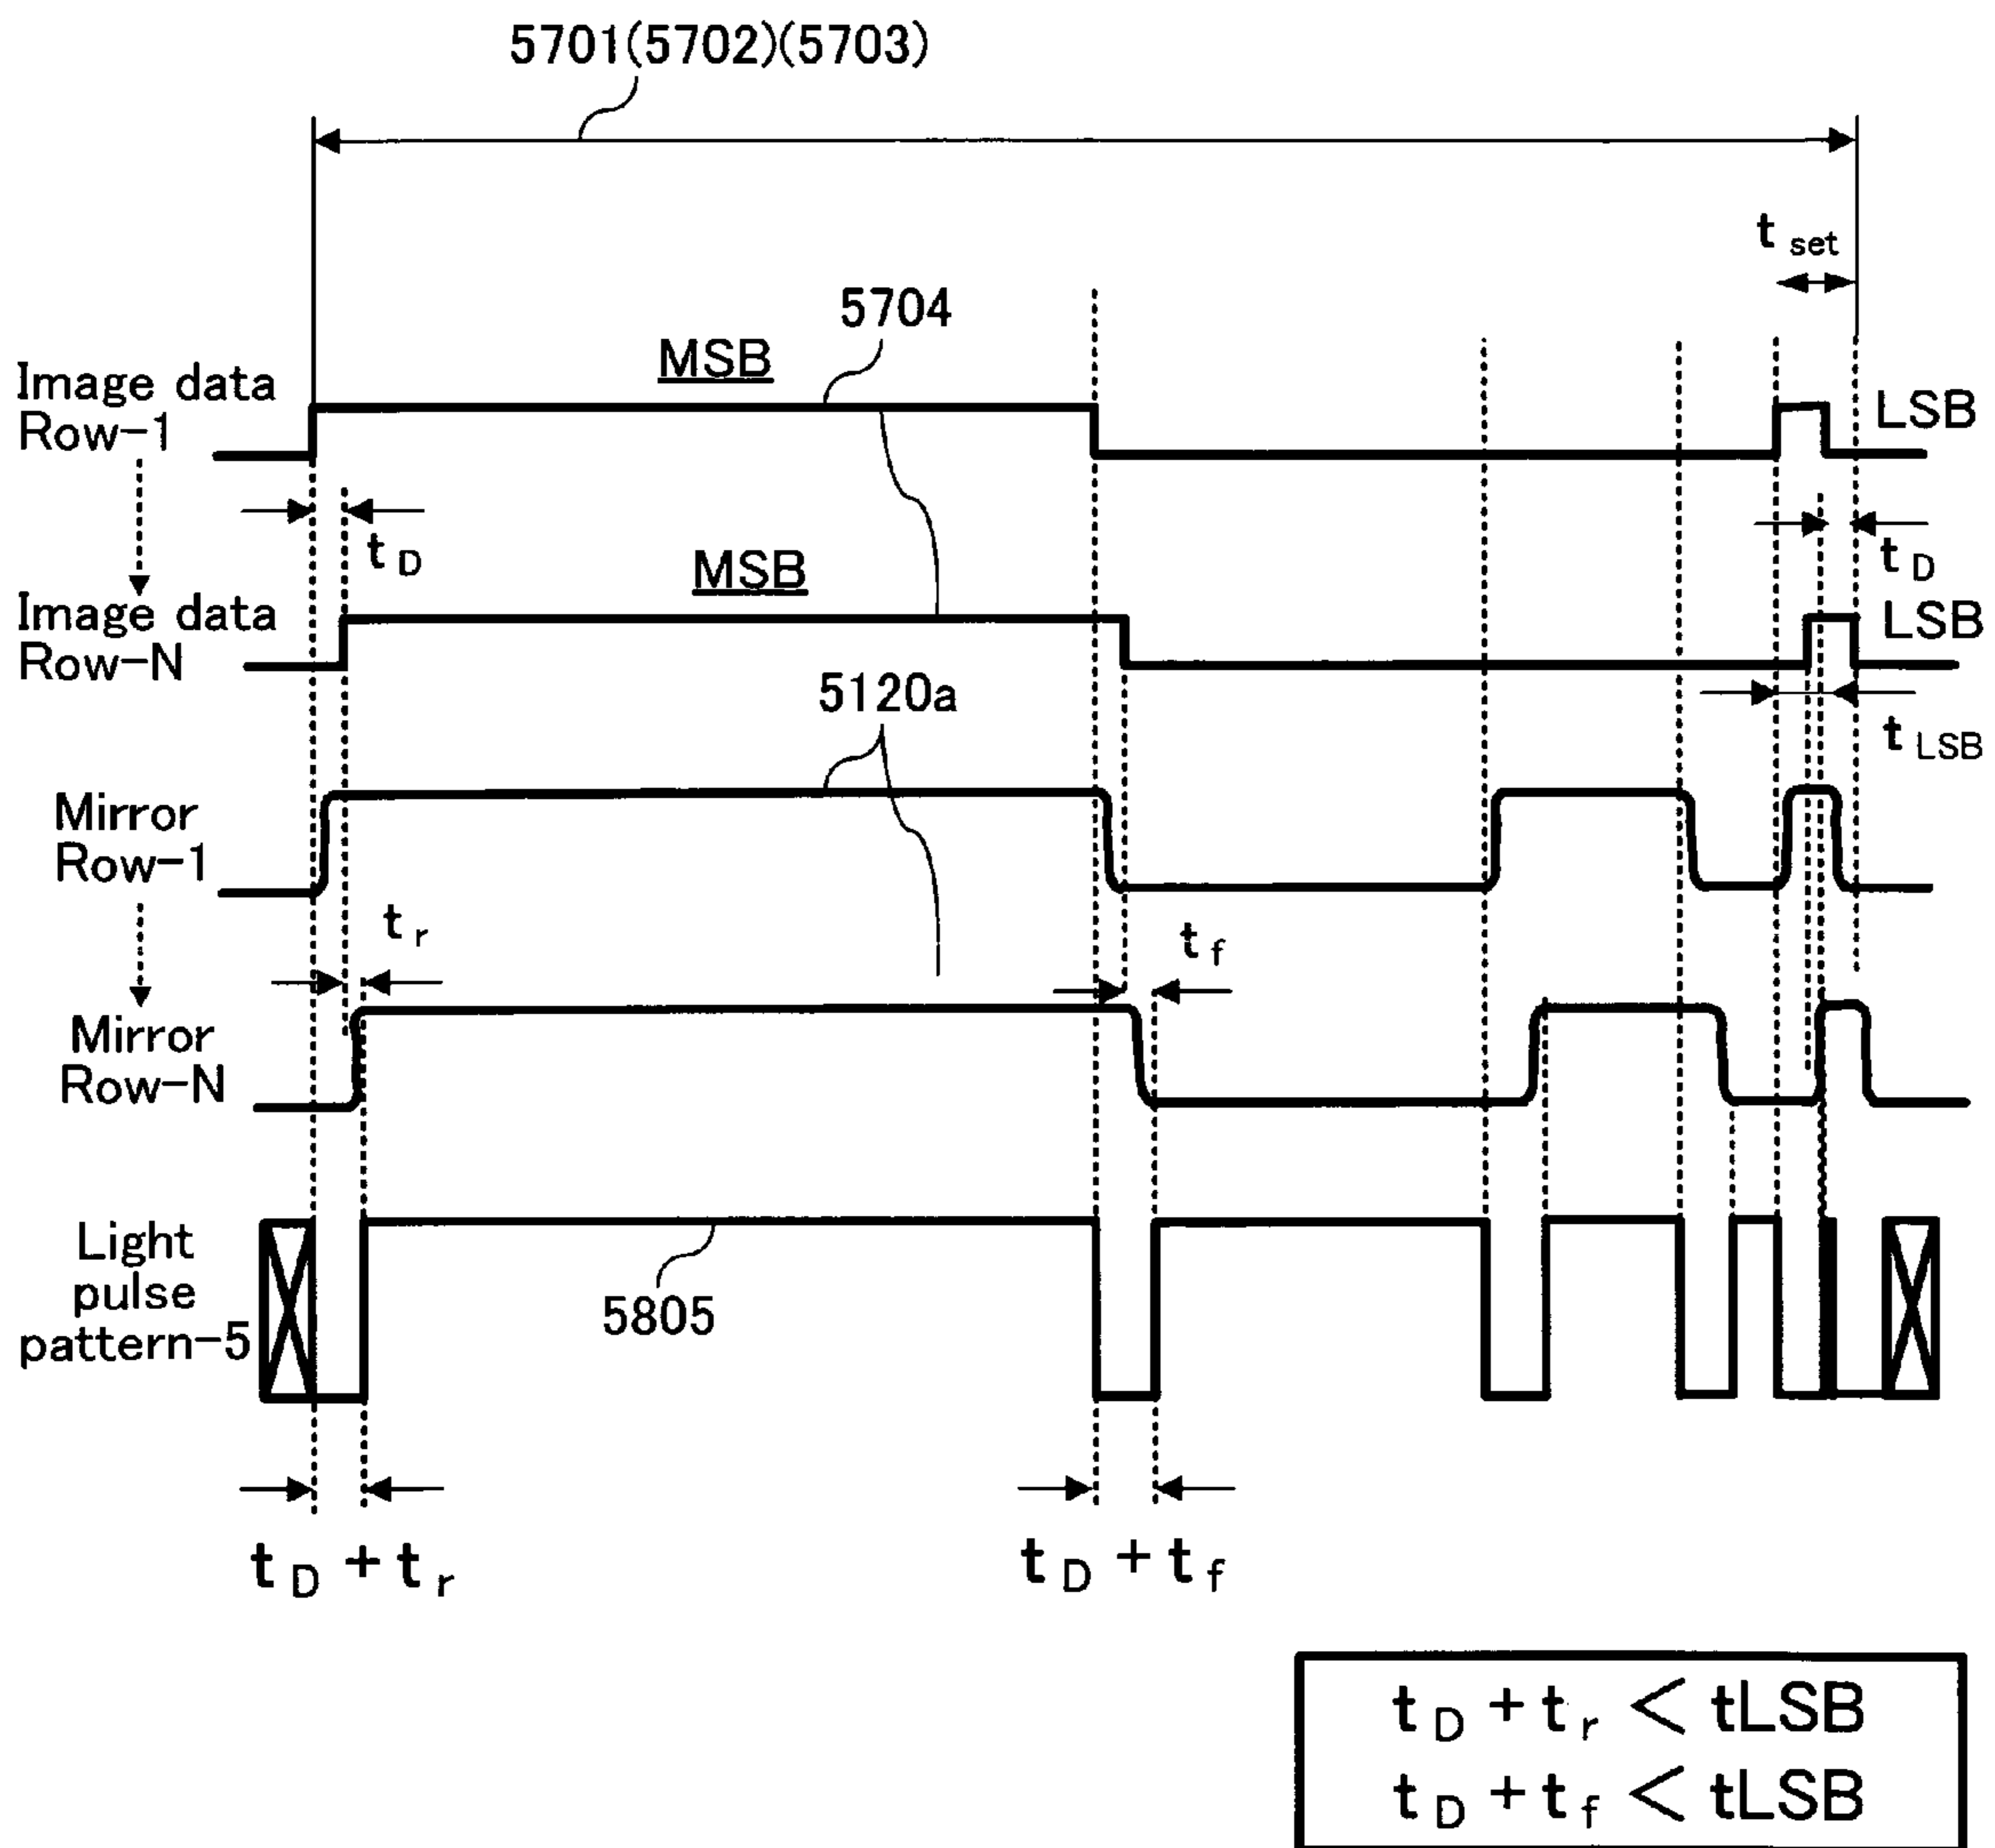 5701(5702)(5703)
t set
5704
MSB
Image data
Row-1
LSB
t D
t D
MSB
Image data
Row-N
LSB
5120a
t LSB
Mirror
Row-1
t r
t f
Mirror
Row-N
Light
pulse
pattern-5
5805
t D + t r
t D + t f
t D + t r < tLSB
t D + t f < tLSB